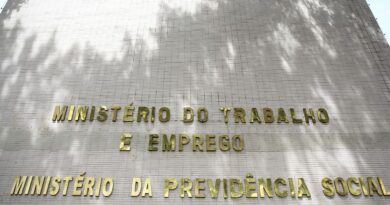 MINISTÉRIO DO TRABALHO
E EMPREGO
MINISTÉRIO DA PREVIDÊNCIA SOCIAL